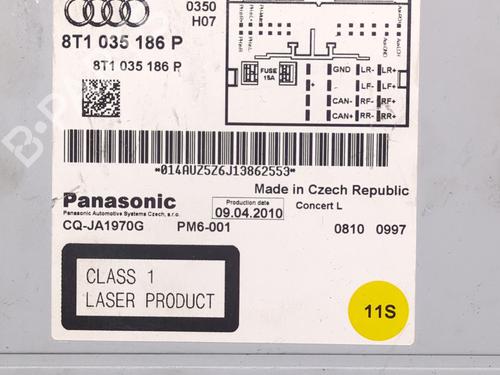 0350
H07
8T1 035 186 P
8T1 035 186 P
FUSE
15A
GND LR- LR+
+ LF- LF+
CAN- RF- RF+
CAN+ RR- RR+
*014AUZ5Z6J13862553*
Made in Czech Republic
Panasonic
Panasonic Automotive Systems Czech, s.r.o.
Production date
09.04.2010
Concert L
CQ-JA1970G PM6-001
0810 0997
CLASS 1
LASER PRODUCT
11S